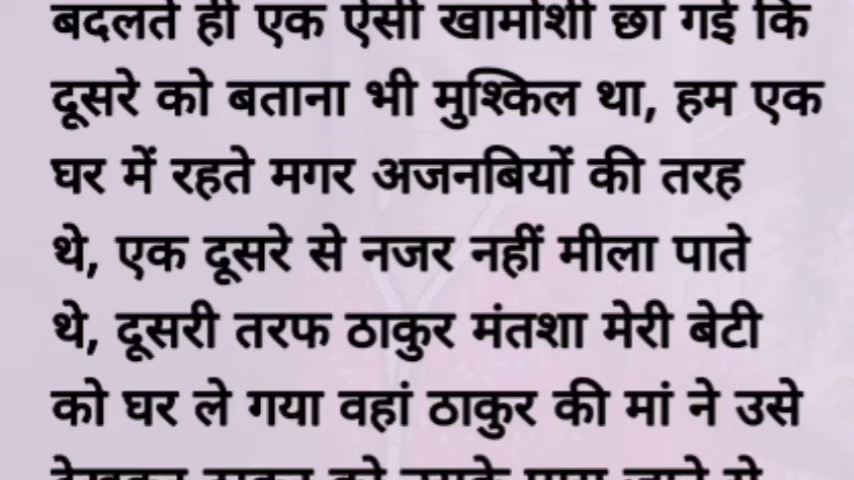 बदलते ही एक ऐसी खामोशी छा गई कि
दूसरे को बताना भी मुश्किल था, हम एक
घर में रहते मगर अजनबियों की तरह
थे, एक दूसरे से नजर नहीं मीला पाते
थे, दूसरी तरफ ठाकुर मंतशा मेरी बेटी
को घर ले गया वहां ठाकुर की मां ने उसे